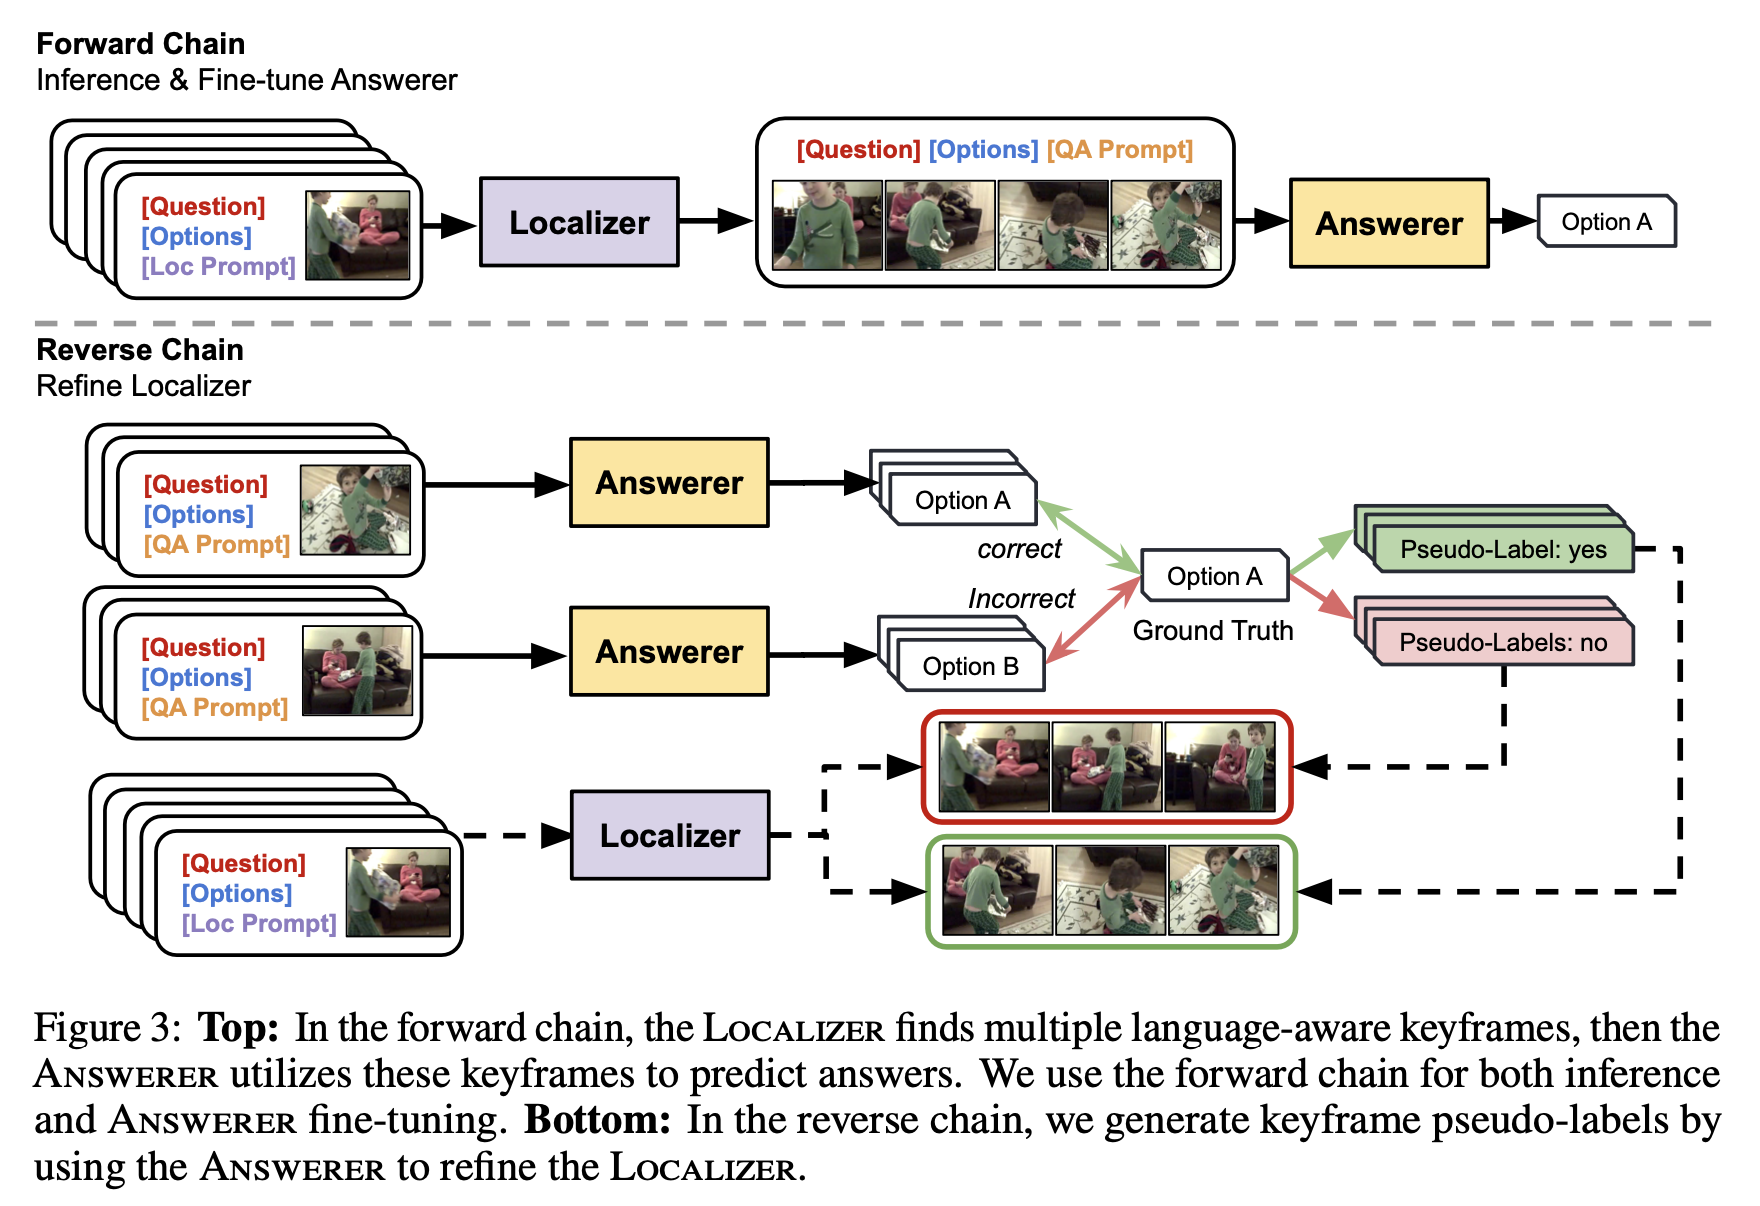 Forward Chain
Inference & Fine-tune Answerer
[Question]
[Options]
[Loc Prompt]
Localizer
[Question] [Options] [QA Prompt]
Answerer
Option A
Reverse Chain
Refine Localizer
[Question]
[Options]
[QA Prompt]
Answerer
Option A
correct
Option A
Ground Truth
Pseudo-Label: yes
[Question]
[Options]
[QA Prompt]
Answerer
Incorrect
Option B
Pseudo-Labels: no
[Question]
[Options]
[Loc Prompt]
Localizer
Figure 3: Top: In the forward chain, the LOCALIZER finds multiple language-aware keyframes, then the
ANSWERER utilizes these keyframes to predict answers. We use the forward chain for both inference
and ANSWERER fine-tuning. Bottom: In the reverse chain, we generate keyframe pseudo-labels by
using the ANSWERER to refine the LOCALIZER.